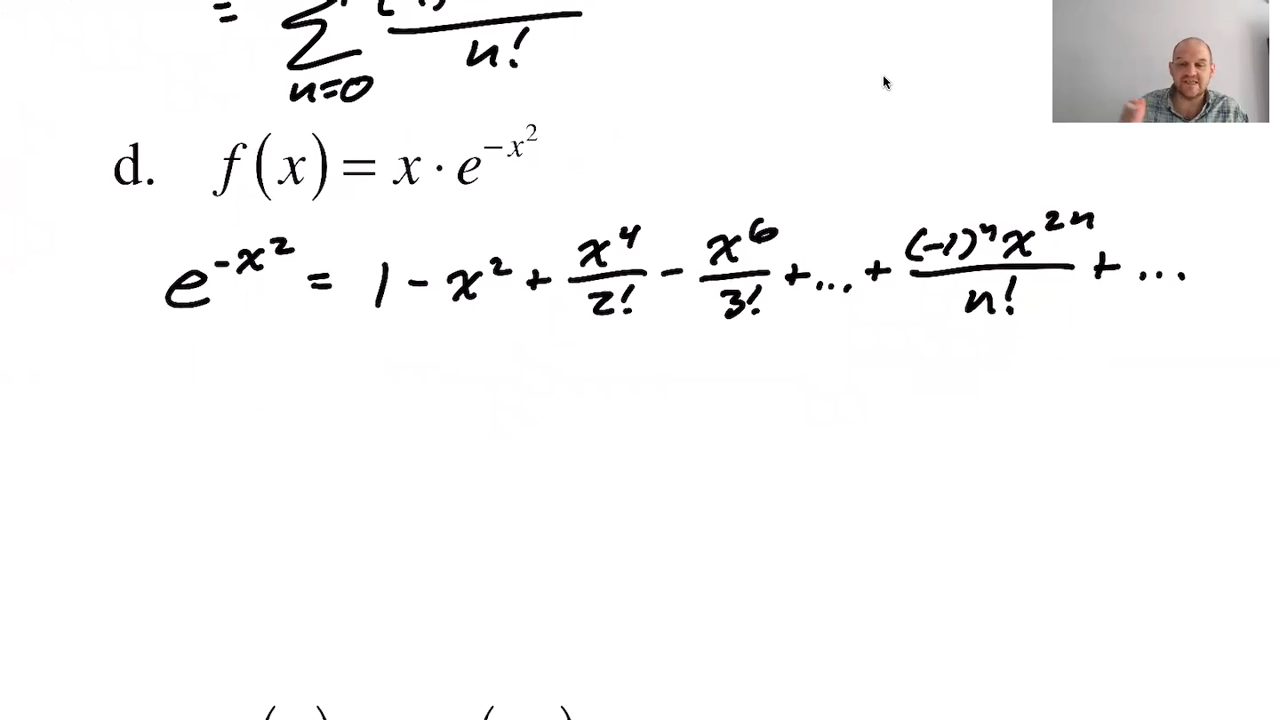 = Σ n!
n=0
d. f(x) = x · e^{-x^2}
e^{-x^2} = 1 - x^2 + x^4/2! - x^6/3! + ... + (-1)^n x^{2n}/n! + ...